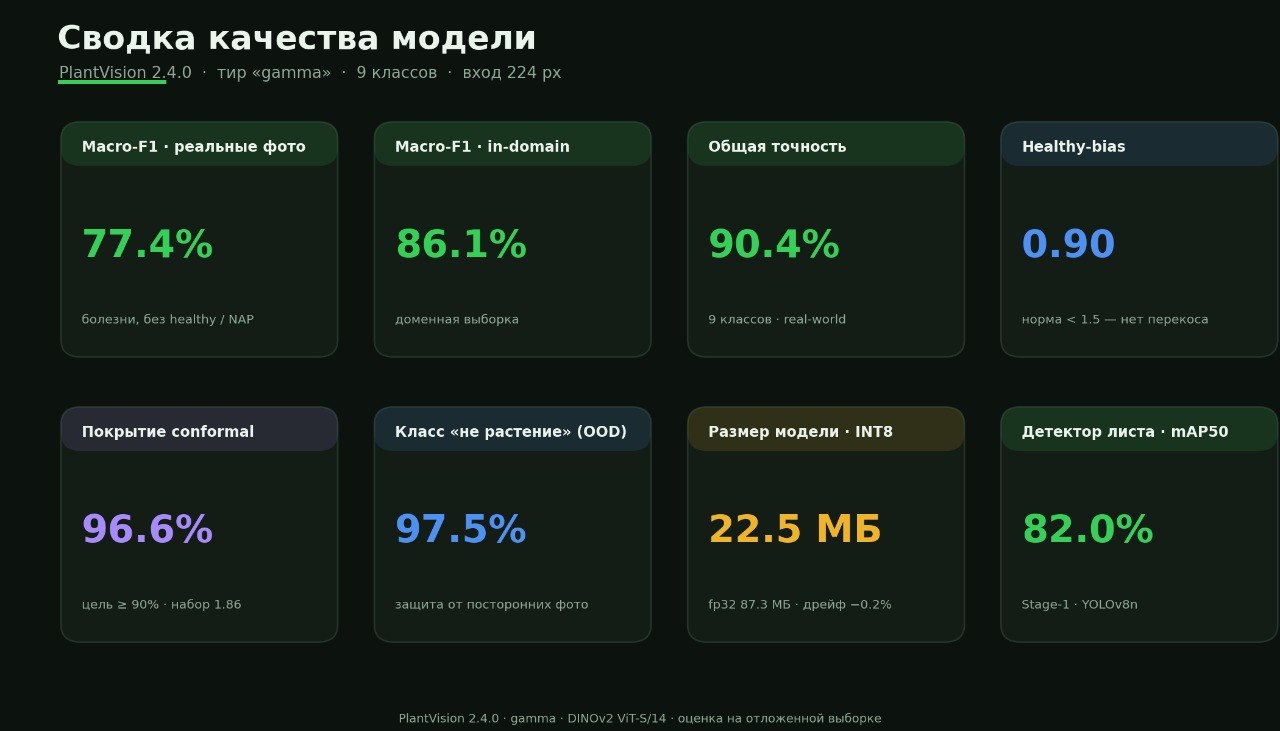 Сводка качества модели
PlantVision 2.4.0 · тир «gamma» · 9 классов · вход 224 px
Macro-F1 · реальные фото
77.4%
болезни, без healthy / NAP
Macro-F1 · in-domain
86.1%
доменная выборка
Общая точность
90.4%
9 классов · real-world
Healthy-bias
0.90
норма < 1.5 — нет перекоса
Покрытие conformal
96.6%
цель ≥ 90% · набор 1.86
Класс «не растение» (OOD)
97.5%
защита от посторонних фото
Размер модели · INT8
22.5 МБ
fp32 87.3 МБ · дрейф −0.2%
Детектор листа · mAP50
82.0%
Stage-1 · YOLOv8n
PlantVision 2.4.0 · gamma · DINOv2 ViT-S/14 · оценка на отложенной выборке